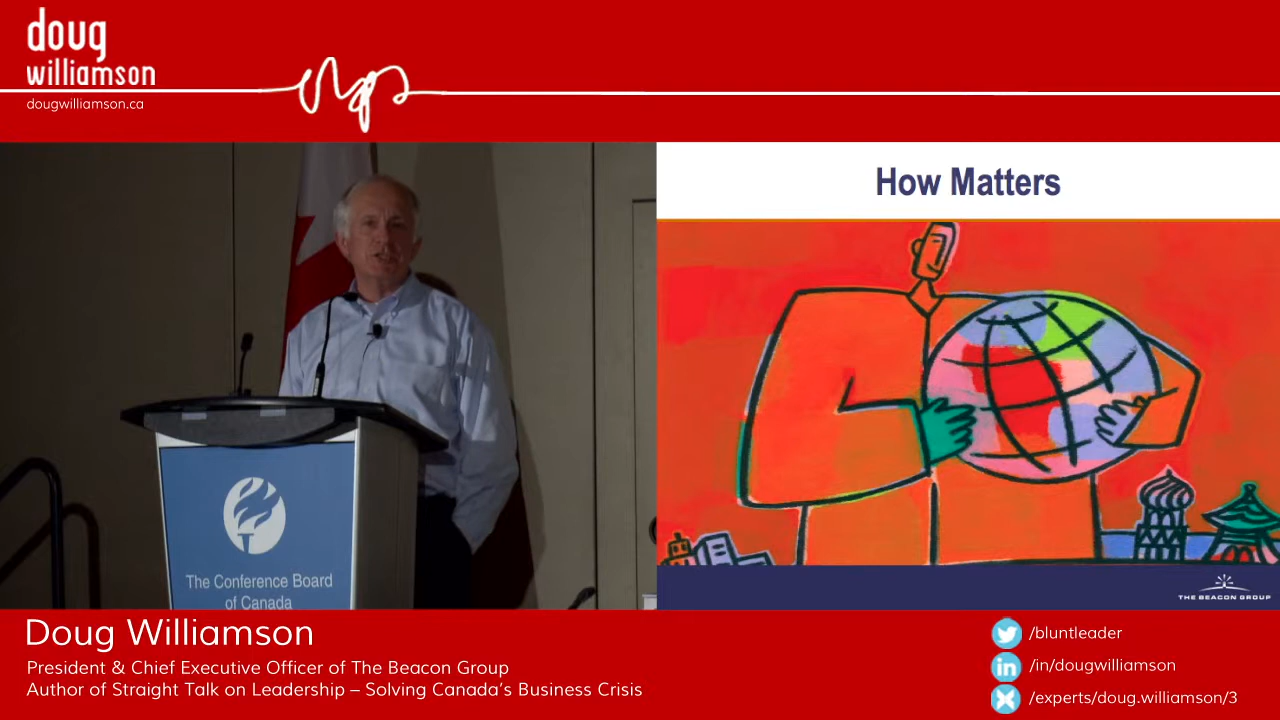 doug
williamson
dougwilliamson.ca
How Matters
The Conference Board
of Canada
THE BEACON GROUP
Doug Williamson
President & Chief Executive Officer of The Beacon Group
Author of Straight Talk on Leadership – Solving Canada's Business Crisis
/bluntleader
/in/dougwilliamson
/experts/doug.williamson/3